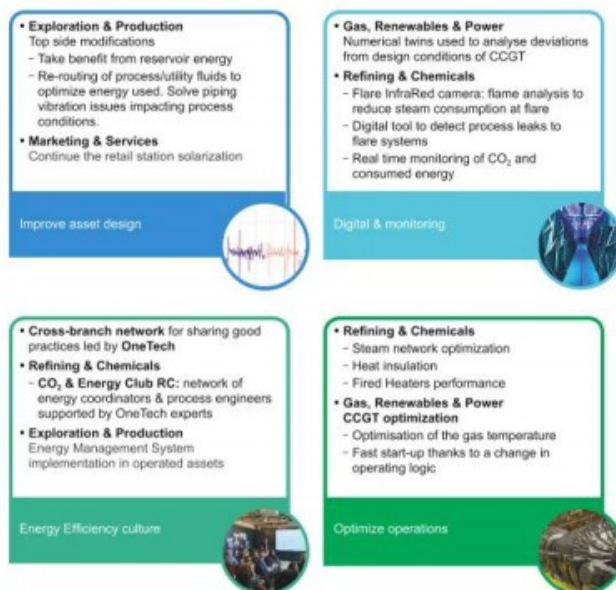 • Exploration & Production
Top side modifications
- Take benefit from reservoir energy
- Re-routing of process/utility fluids to
optimize energy used. Solve piping
vibration issues impacting process
conditions.
• Marketing & Services
Continue the retail station solarization
Improve asset design
• Gas, Renewables & Power
Numerical twins used to analyse deviations
from design conditions of CCGT
• Refining & Chemicals
- Flare InfraRed camera: flame analysis to
reduce steam consumption at flare
- Digital tool to detect process leaks to
flare systems
- Real time monitoring of CO₂ and
consumed energy
Digital & monitoring
• Cross-branch network for sharing good
practices led by OneTech
• Refining & Chemicals
- CO₂ & Energy Club RC: network of
energy coordinators & process engineers
supported by OneTech experts
• Exploration & Production
Energy Management System
implementation in operated assets
Energy Efficiency culture
• Refining & Chemicals
- Steam network optimization
- Heat insulation
- Fired Heaters performance
• Gas, Renewables & Power
CCGT optimization
- Optimisation of the gas temperature
- Fast start-up thanks to a change in
operating logic
Optimize operations